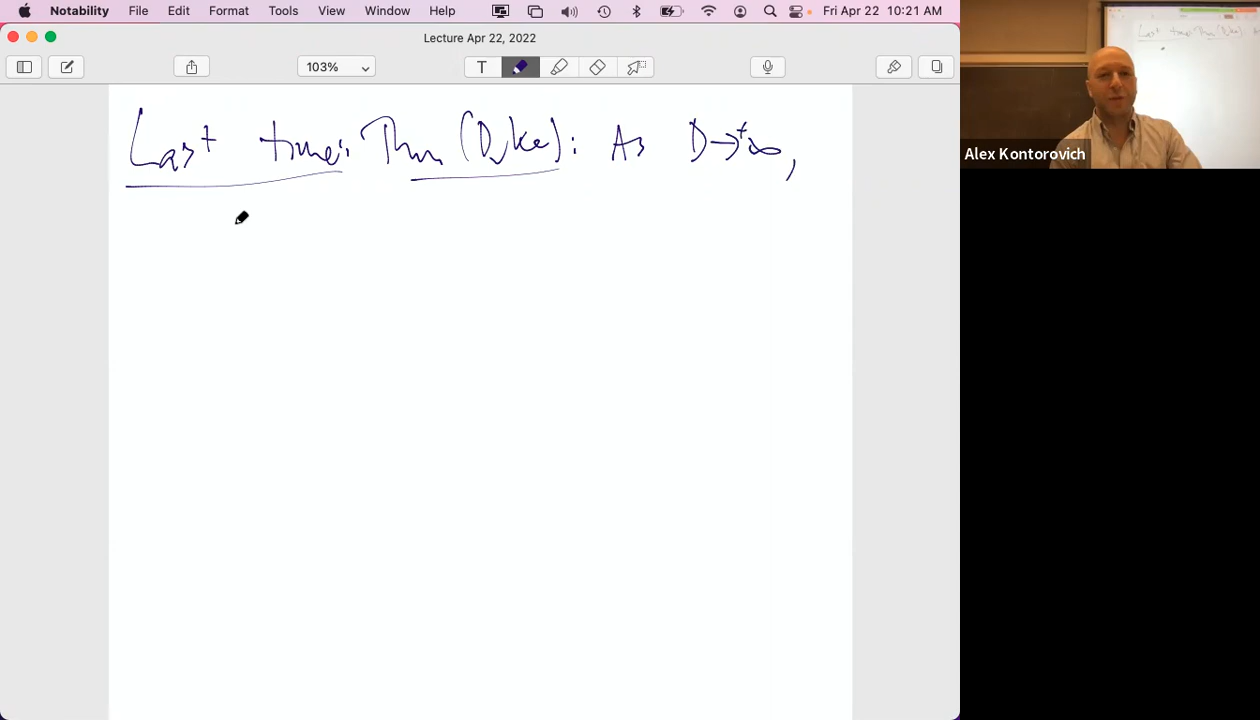 Notability File Edit Format Tools View Window Help Fri Apr 22 10:21 AM
Lecture Apr 22, 2022
103%
T
Last time: Thm (Duke): As D→+∞,
Alex Kontorovich